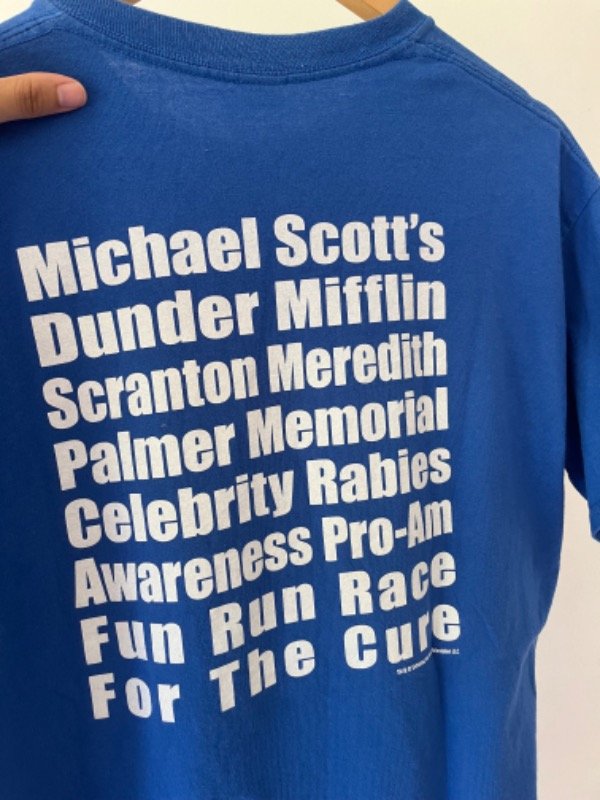 Michael Scott's
Dunder Mifflin
Scranton Meredith
Palmer Memorial
Celebrity Rabies
Awareness Pro-Am
Fun Run Race
For The Cure